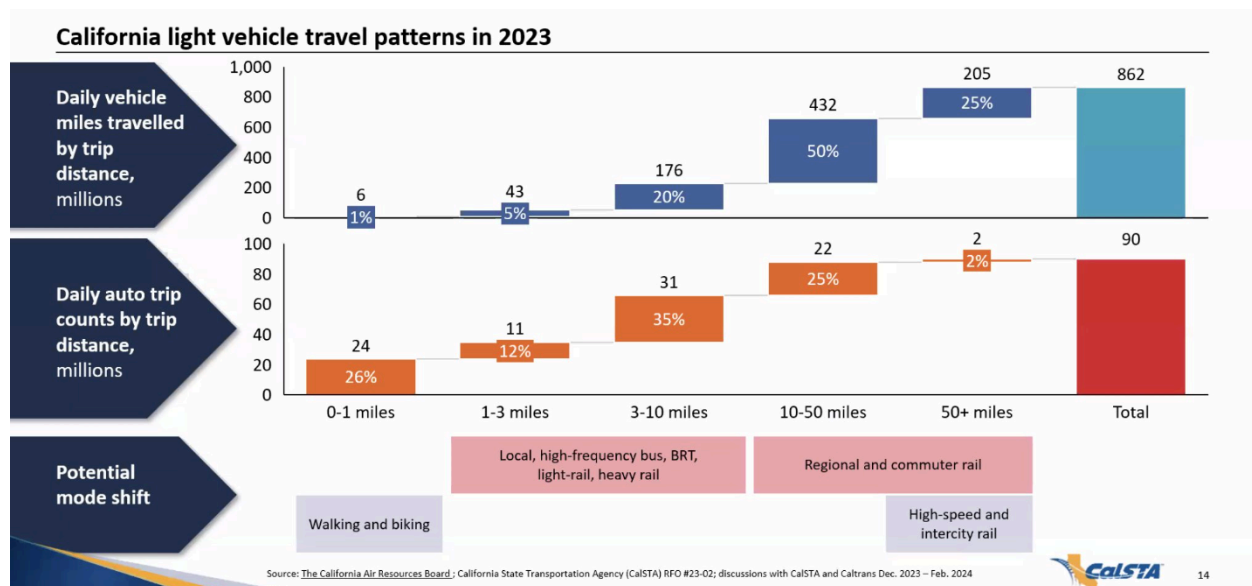 California light vehicle travel patterns in 2023
Daily vehicle
miles travelled
by trip
distance,
millions
1,000
800
600
400
200
0
6
1%
43
5%
176
20%
432
50%
205
25%
862
Daily auto trip
counts by trip
distance,
millions
100
80
60
40
20
0
24
26%
11
12%
31
35%
22
25%
2
2%
90
0-1 miles
1-3 miles
3-10 miles
10-50 miles
50+ miles
Total
Potential
mode shift
Local, high-frequency bus, BRT,
light-rail, heavy rail
Regional and commuter rail
Walking and biking
High-speed and
intercity rail
Source: The California Air Resources Board ; California State Transportation Agency (CalSTA) RFO #23-02; discussions with CalSTA and Caltrans Dec. 2023 – Feb. 2024
CalSTA
14